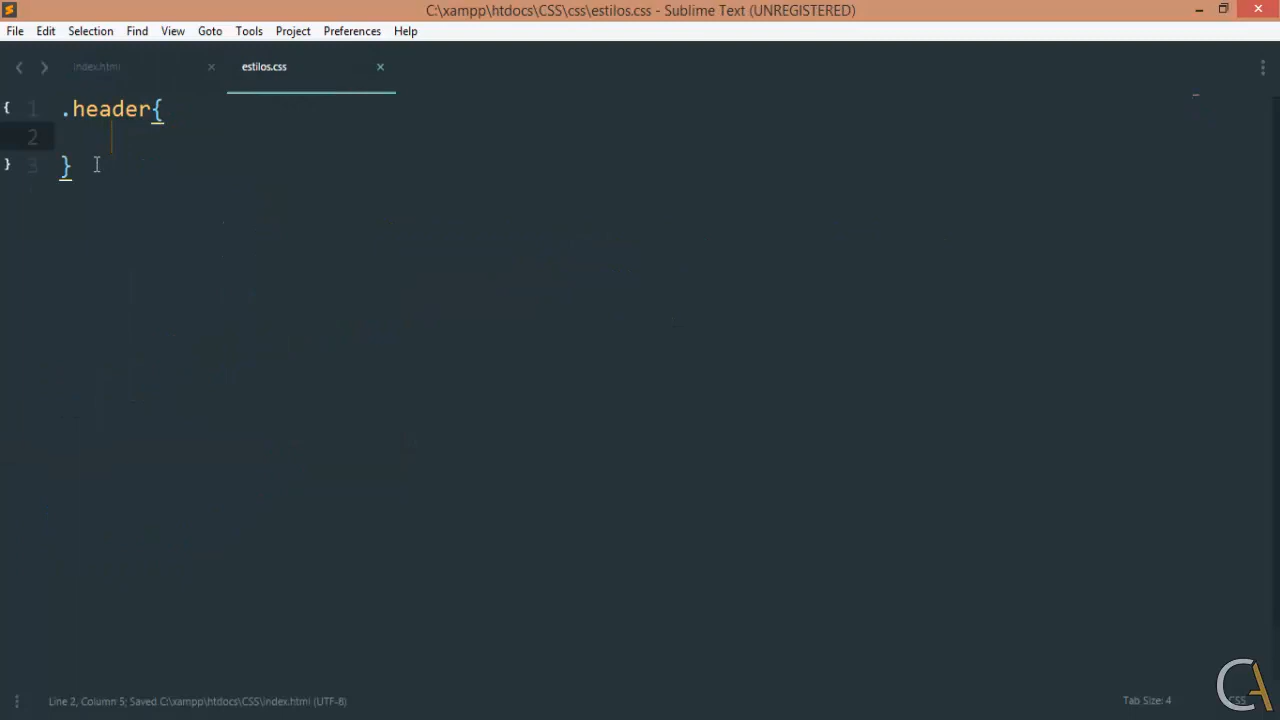 C:\xampp\htdocs\CSS\css\estilos.css - Sublime Text (UNREGISTERED)
File Edit Selection View Goto Tools Project Preferences Help
index.html estilos.css
{ 1 .header{
2
} 3 }
Line 2, Column 5; Saved C:\xampp\htdocs\CSS\index.html (UTF-8) Tab Size: 4 CSS
CA